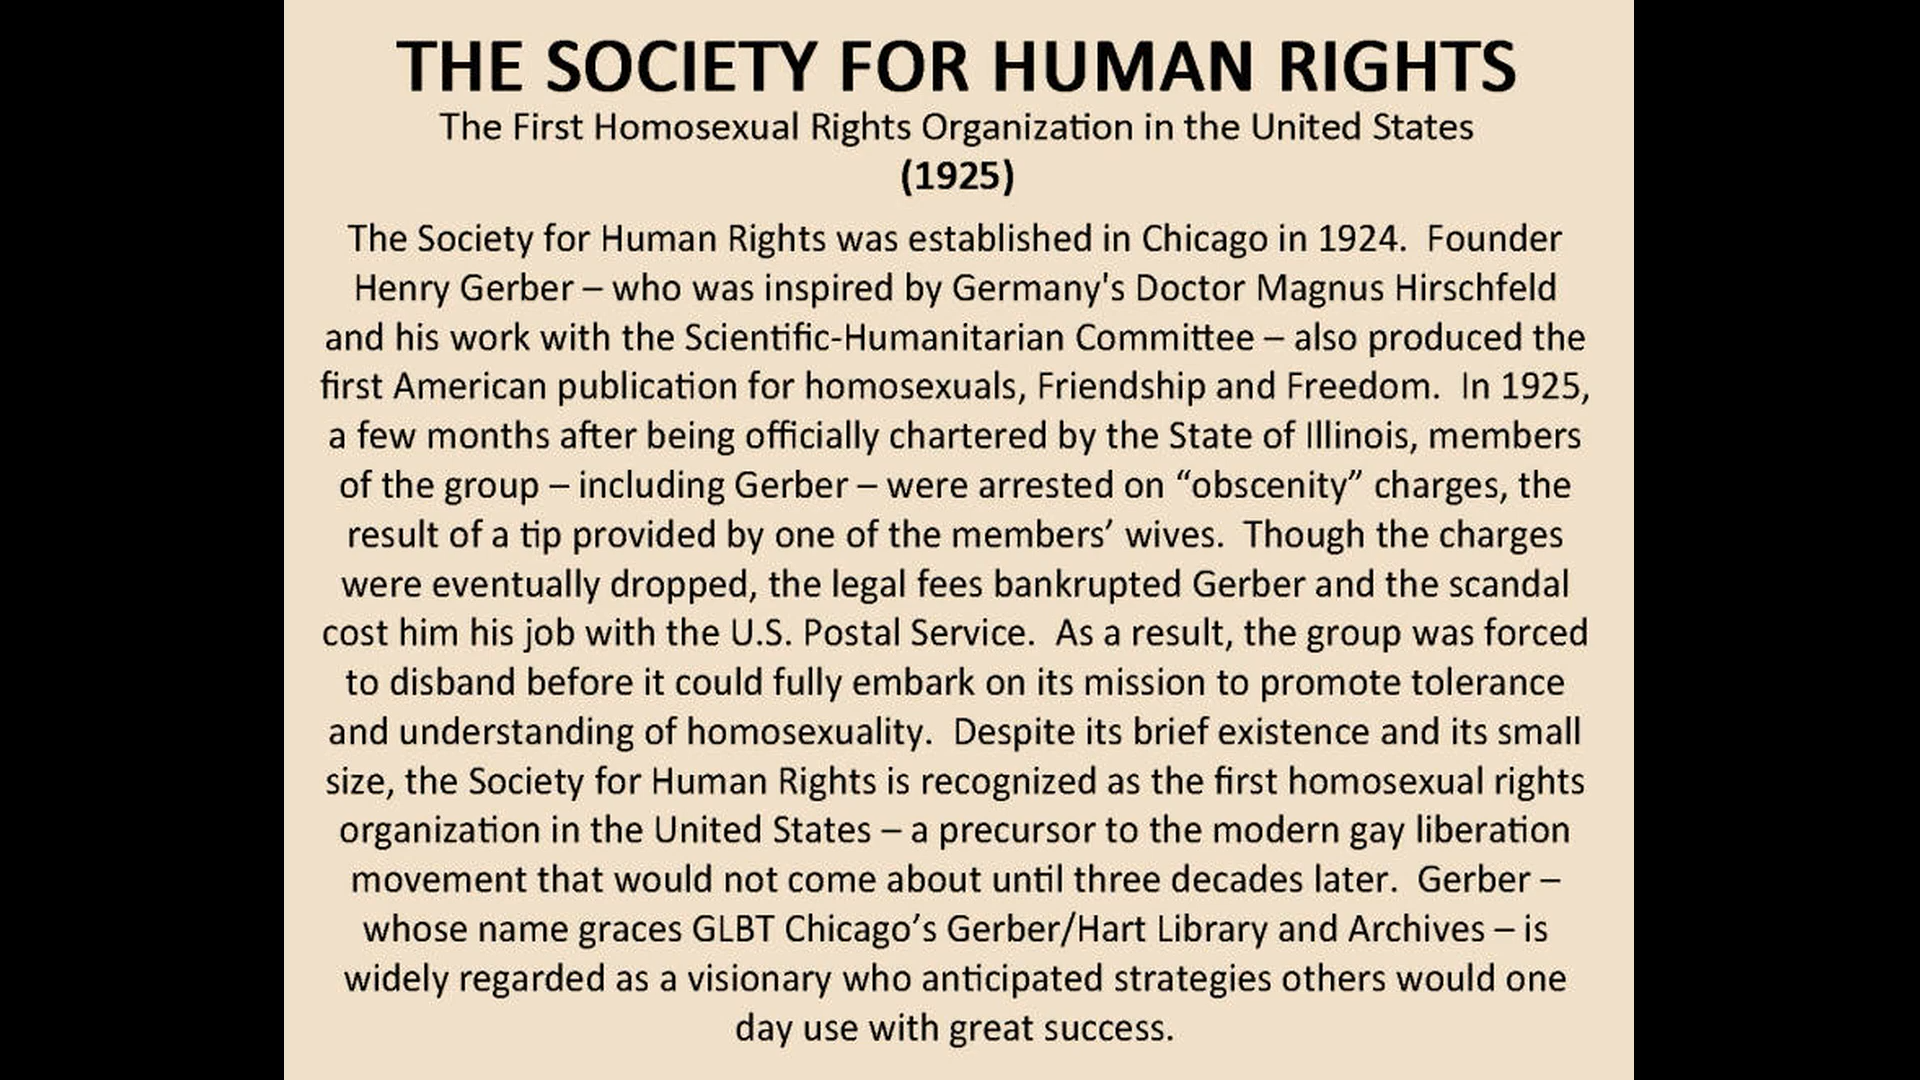 THE SOCIETY FOR HUMAN RIGHTS
The First Homosexual Rights Organization in the United States
(1925)
The Society for Human Rights was established in Chicago in 1924.  Founder
Henry Gerber – who was inspired by Germany's Doctor Magnus Hirschfeld
and his work with the Scientific-Humanitarian Committee – also produced the
first American publication for homosexuals, Friendship and Freedom.  In 1925,
a few months after being officially chartered by the State of Illinois, members
of the group – including Gerber – were arrested on “obscenity” charges, the
result of a tip provided by one of the members’ wives.  Though the charges
were eventually dropped, the legal fees bankrupted Gerber and the scandal
cost him his job with the U.S. Postal Service.  As a result, the group was forced
to disband before it could fully embark on its mission to promote tolerance
and understanding of homosexuality.  Despite its brief existence and its small
size, the Society for Human Rights is recognized as the first homosexual rights
organization in the United States – a precursor to the modern gay liberation
movement that would not come about until three decades later.  Gerber –
whose name graces GLBT Chicago’s Gerber/Hart Library and Archives – is
widely regarded as a visionary who anticipated strategies others would one
day use with great success.